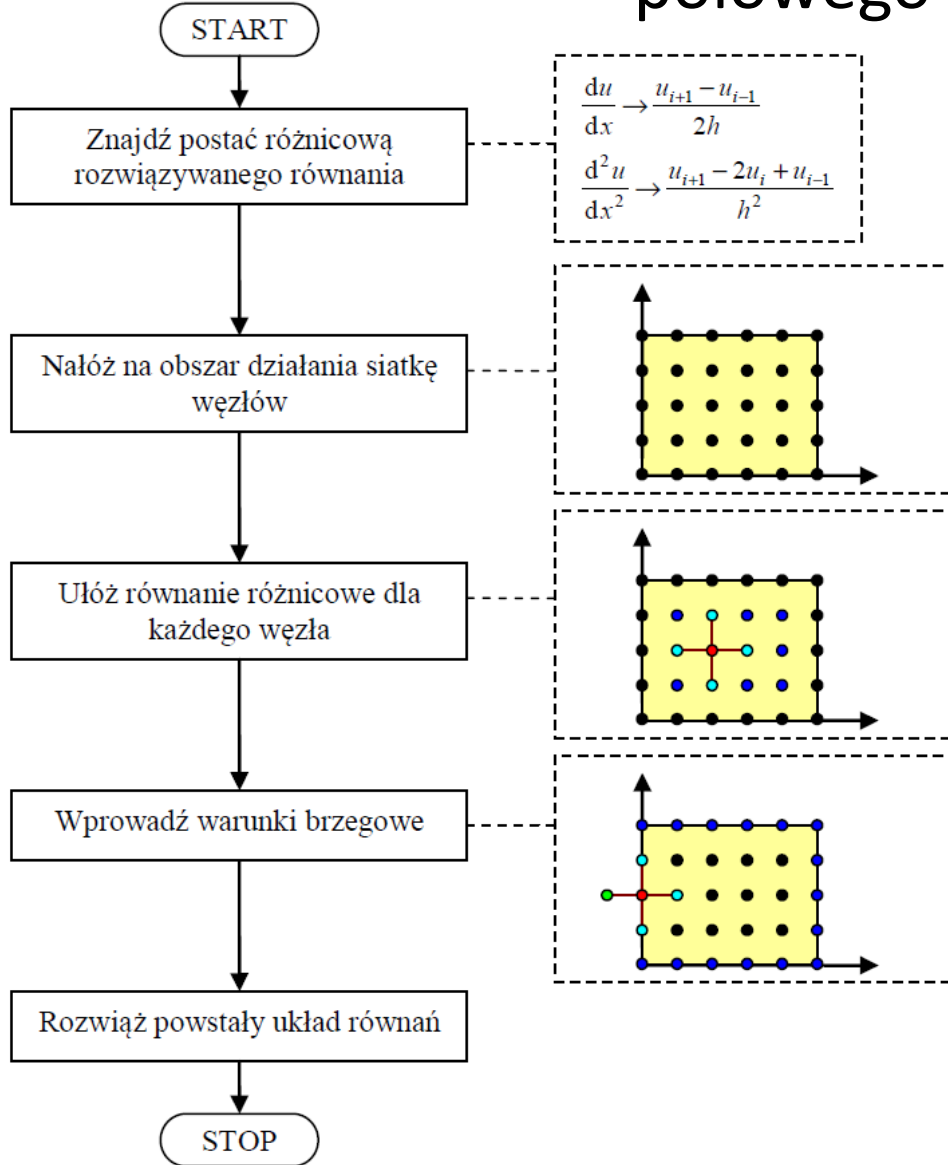 polowego
START
Znajdź postać różnicową
rozwiązywanego równania
du/dx → (u_{i+1} − u_{i−1})/2h
d²u/dx² → (u_{i+1} − 2u_i + u_{i−1})/h²
Nałóż na obszar działania siatkę
węzłów
Ułóż równanie różnicowe dla
każdego węzła
Wprowadź warunki brzegowe
Rozwiąż powstały układ równań
STOP